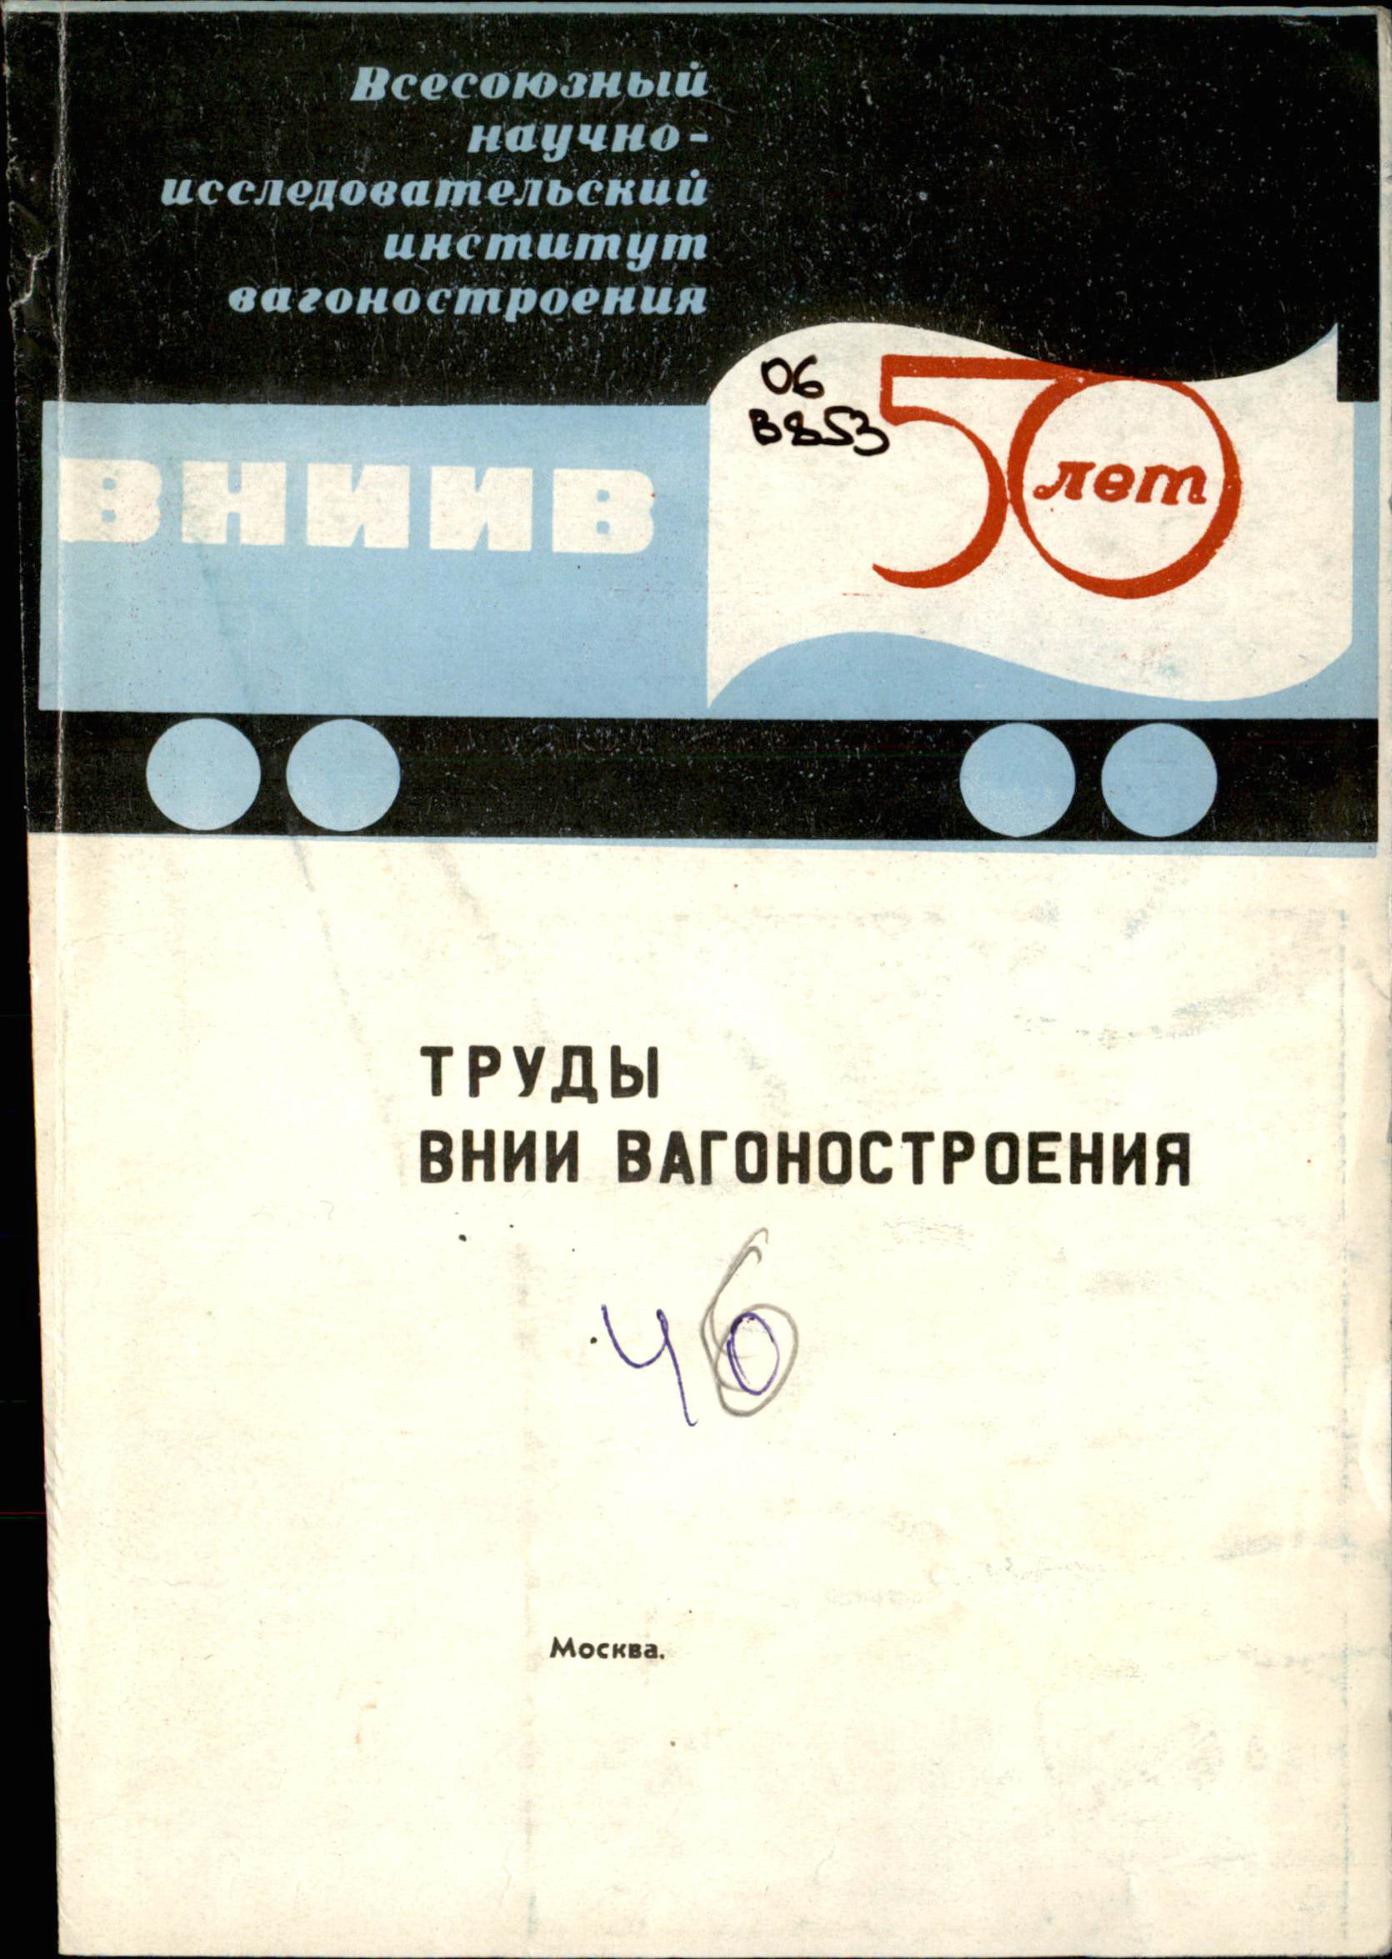 Всесоюзный
научно-
исследовательский
институт
вагоностроения
06
В853
50
лет
ВНИИВ
ТРУДЫ
ВНИИ ВАГОНОСТРОЕНИЯ
46
Москва.